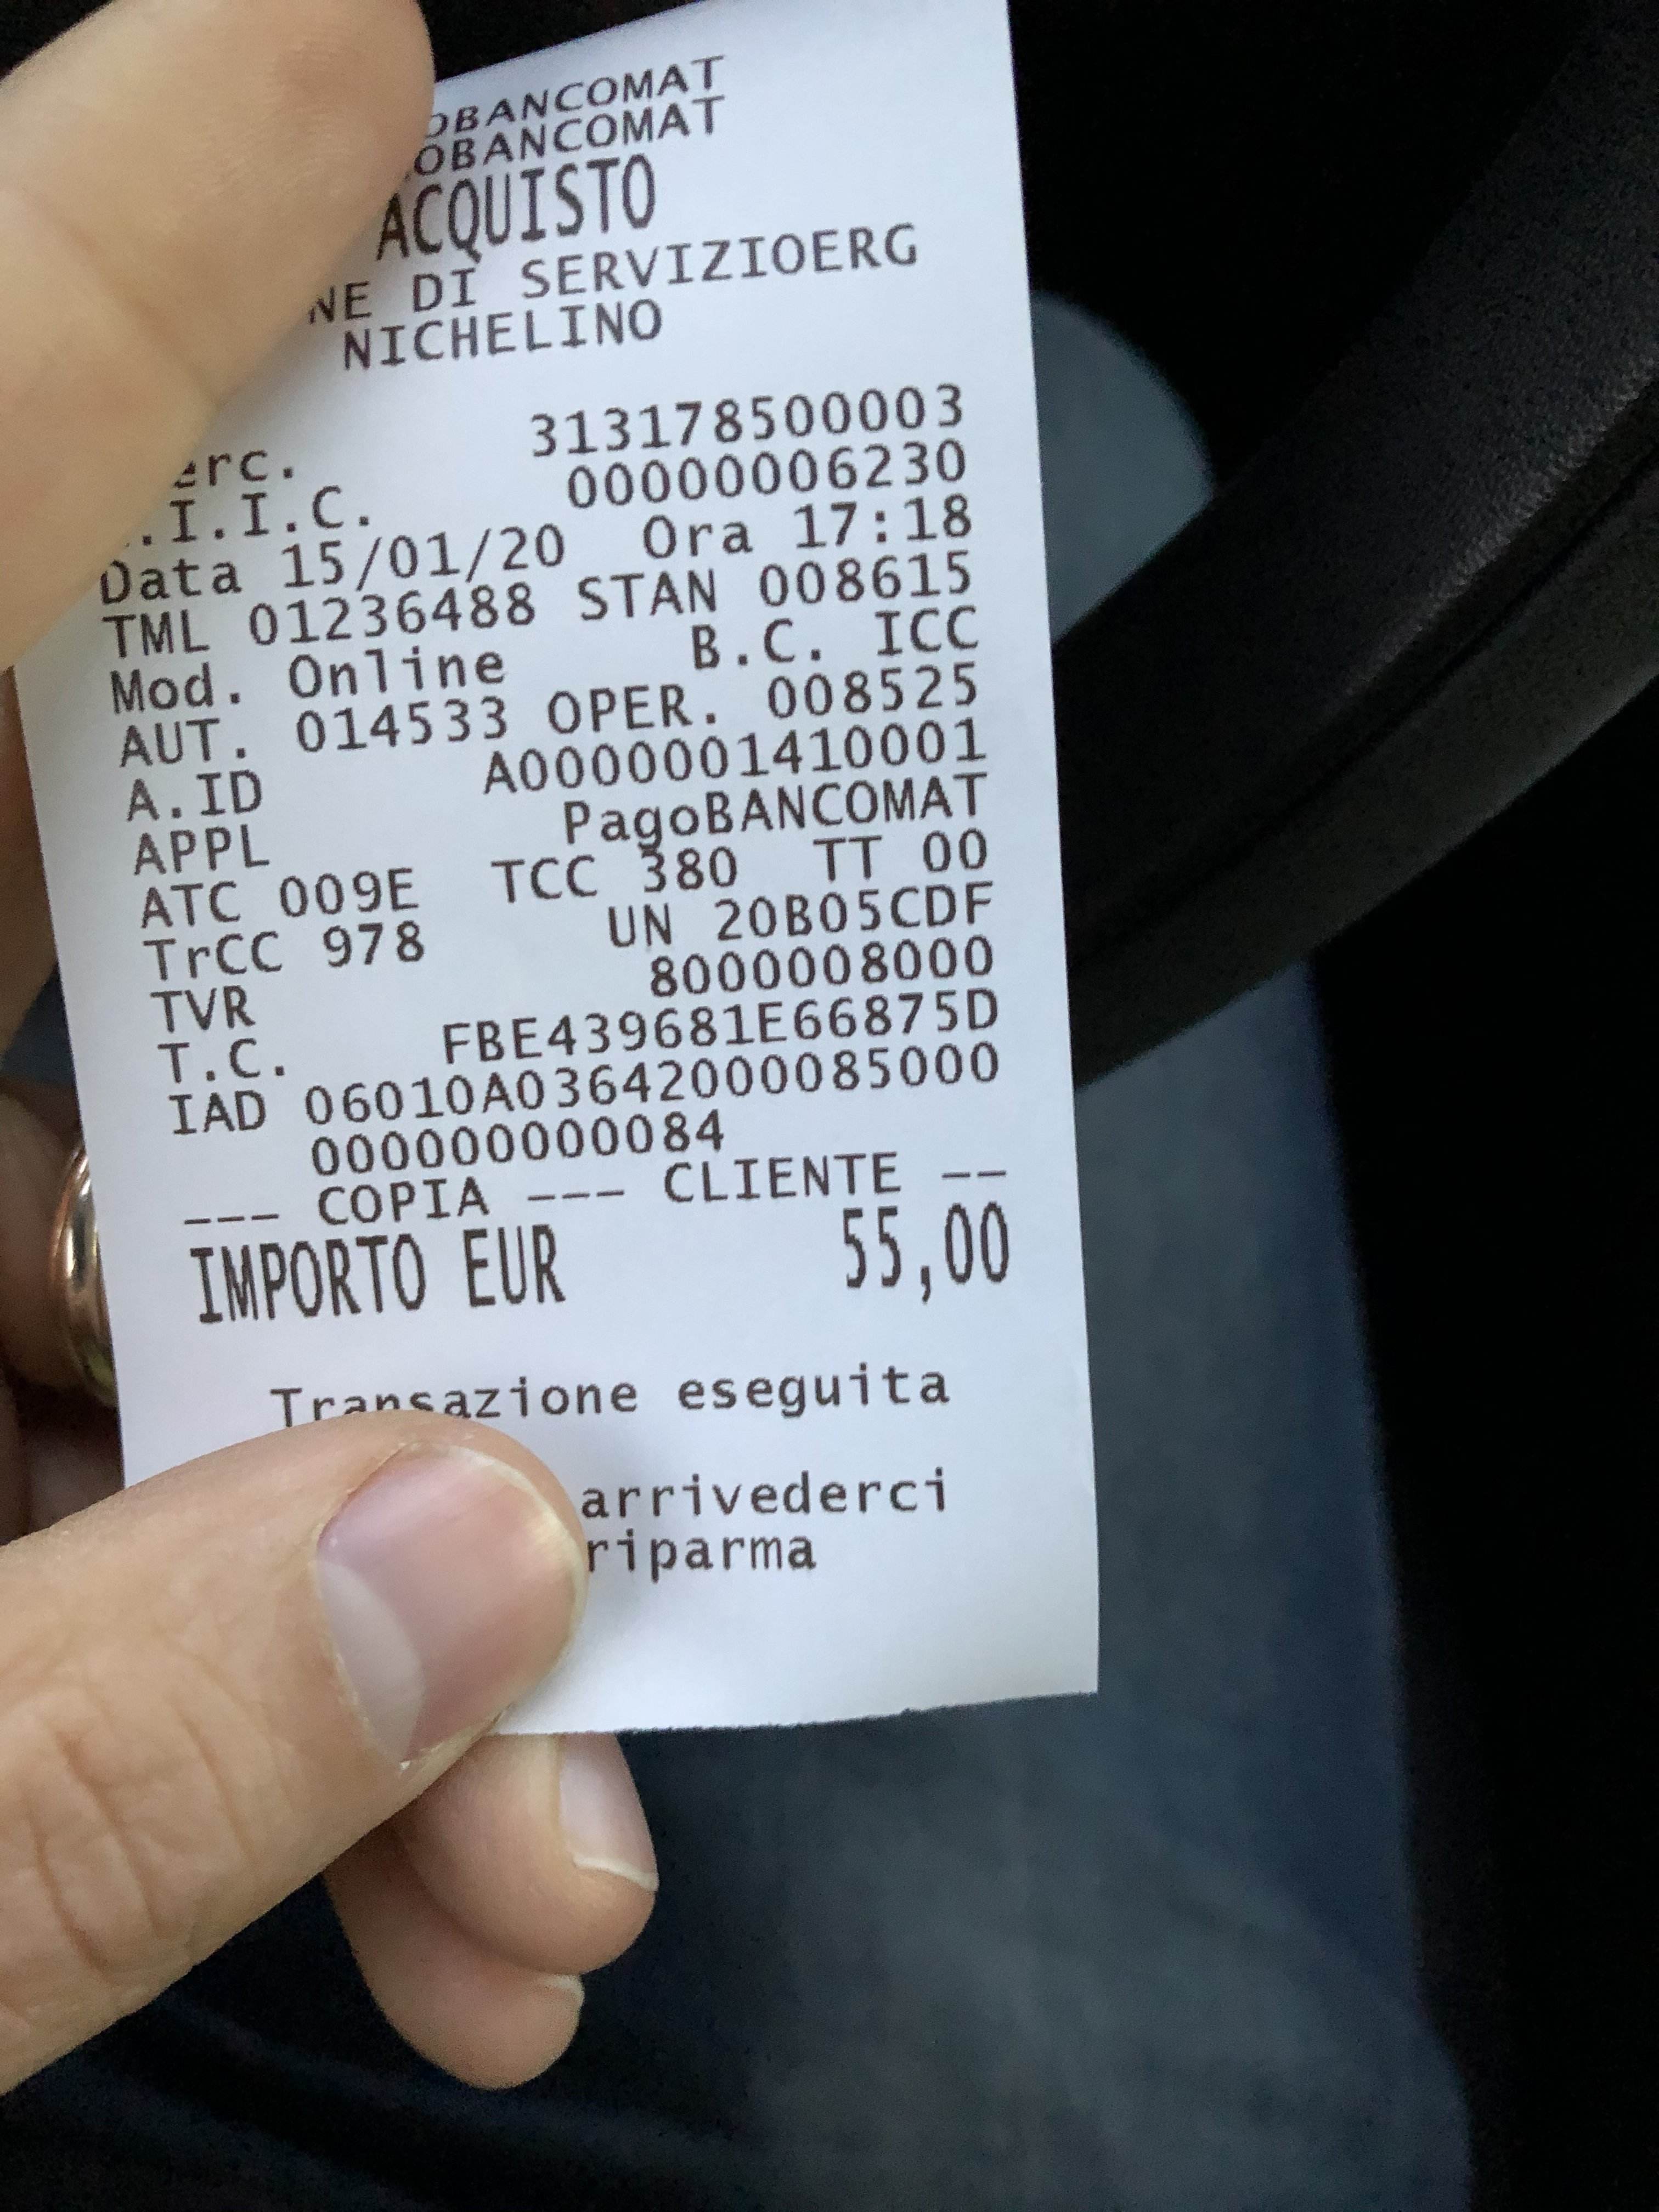 OBANCOMAT
OBANCOMAT
ACQUISTO
NE DI SERVIZIOERG
NICHELINO
erc. 313178500003
.I.I.C. 00000006230
Data 15/01/20 Ora 17:18
TML 01236488 STAN 008615
Mod. Online B.C. ICC
AUT. 014533 OPER. 008525
A.ID A0000001410001
APPL PagoBANCOMAT
ATC 009E TCC 380 TT 00
TrCC 978 UN 20B05CDF
TVR 8000008000
T.C. FBE439681E66875D
IAD 06010A03642000085000
000000000084
--- COPIA --- CLIENTE --
IMPORTO EUR 55,00
Transazione eseguita
arrivederci
riparma